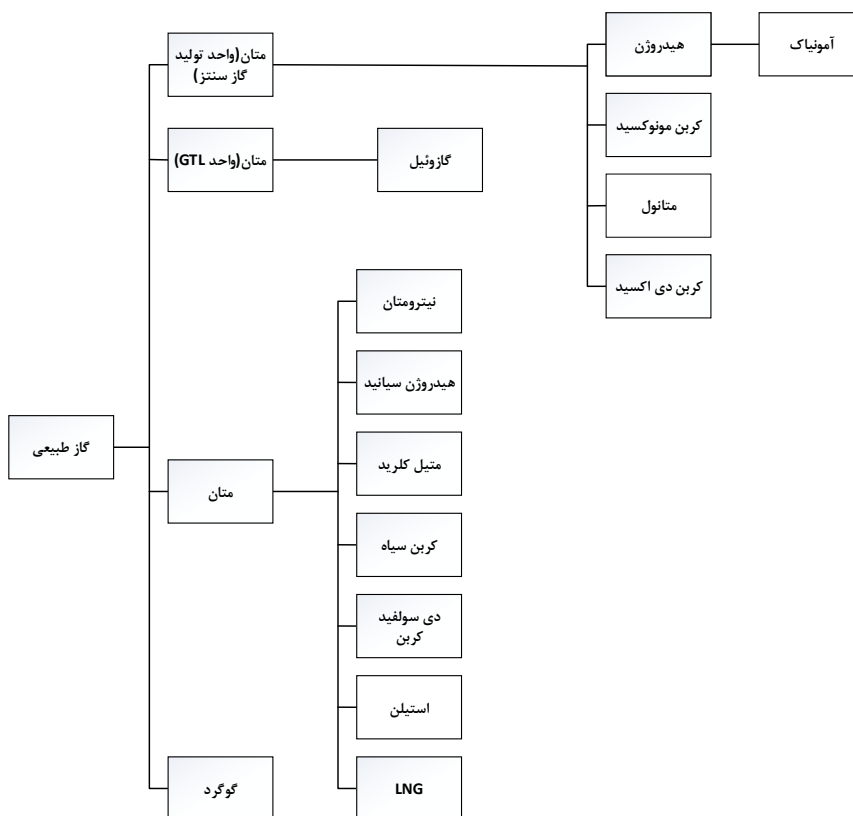 متان(واحد تولید
گاز سنتز)
هیدروژن
آمونیاک
کربن مونوکسید
متان(واحد GTL)
گازوئیل
متانول
کربن دی اکسید
نیترومتان
هیدروژن سیانید
گاز طبیعی
متان
متیل کلرید
کربن سیاه
دی سولفید
کربن
استیلن
گوگرد
LNG